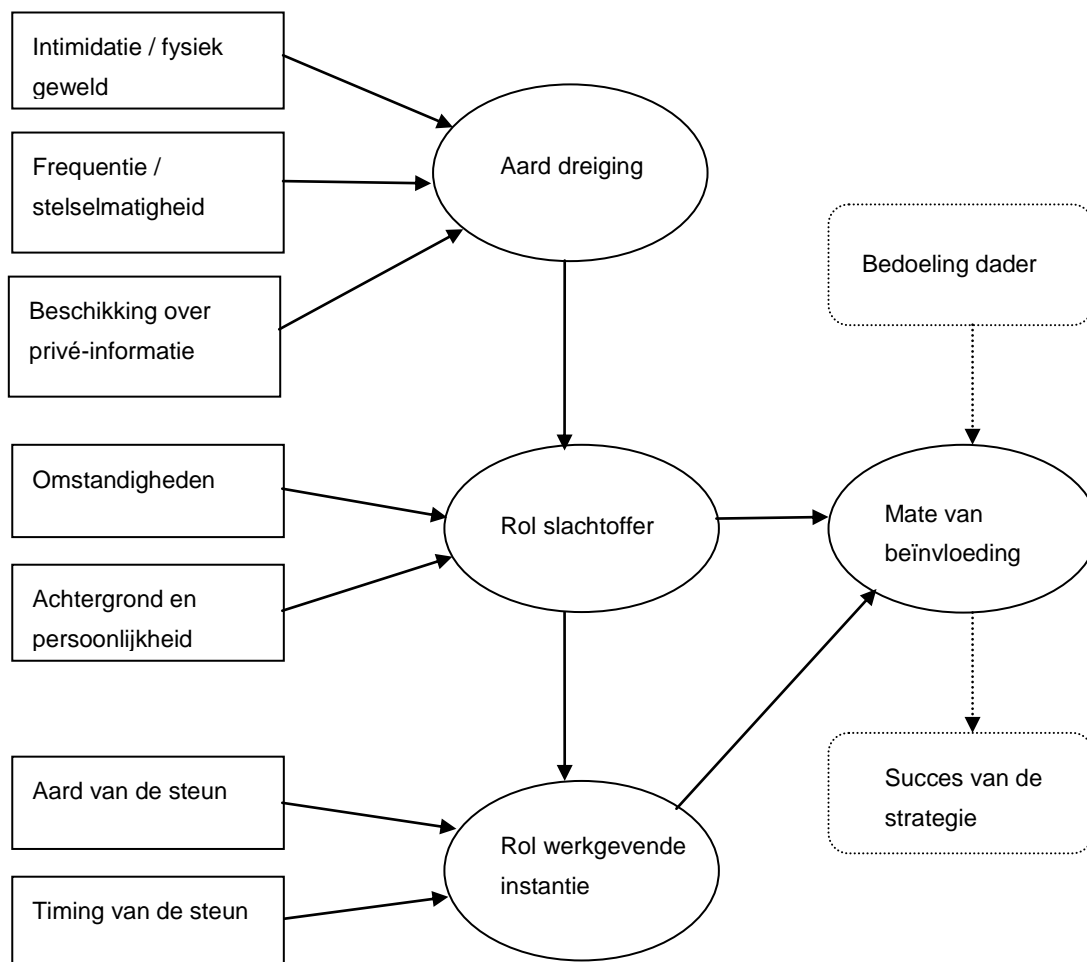 Intimidatie / fysiek
geweld
Frequentie /
stelselmatigheid
Beschikking over
privé-informatie
Aard dreiging
Bedoeling dader
Omstandigheden
Achtergrond en
persoonlijkheid
Rol slachtoffer
Mate van
beïnvloeding
Aard van de steun
Timing van de steun
Rol werkgevende
instantie
Succes van de
strategie